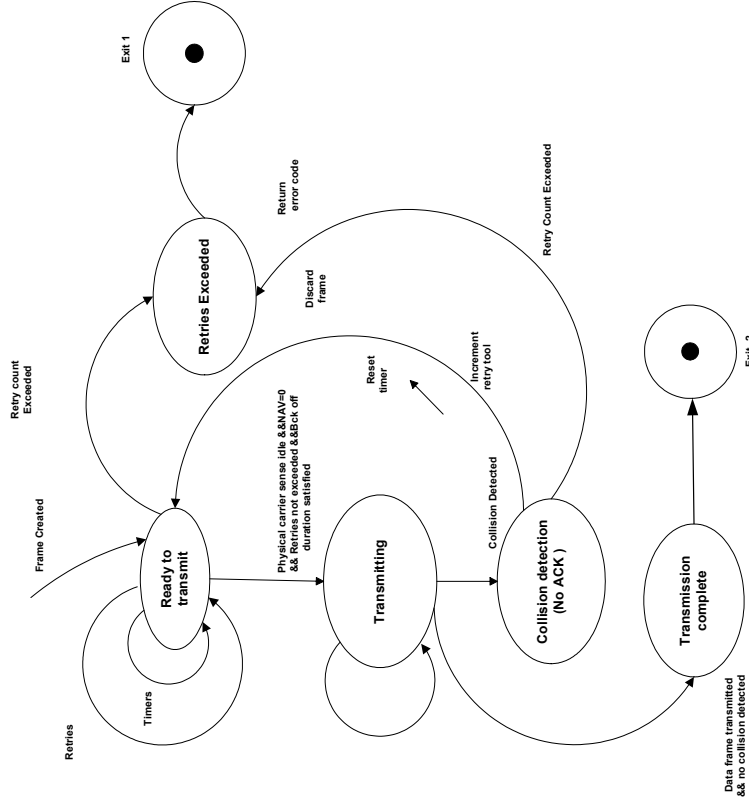 Retry count
Exceeded
Frame Created
Retries
Timers
Exit 1
Ready to
transmit
Retries Exceeded
Physical carrier sense idle &&NAV=0
&& Retries not exceeded &&Bck off
duration satisfied
Return
error code
Discard
frame
Transmitting
Reset
timer
Increment
retry tool
Collision Detected
Collision detection
(No ACK )
Retry Count Ecxeeded
Transmission
complete
Data frame transmitted
&& no collision detected